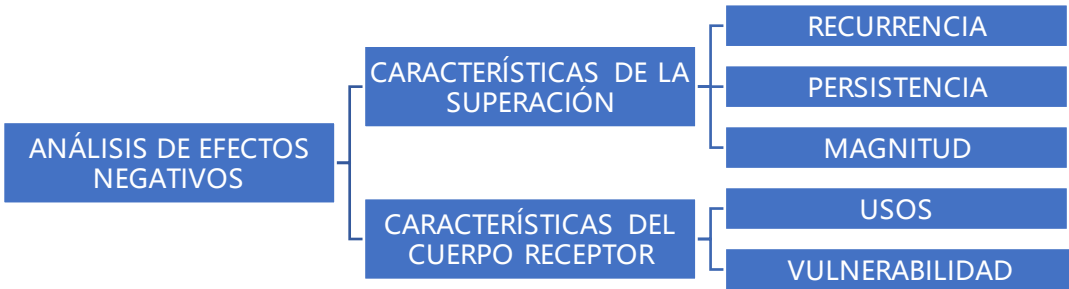 ANÁLISIS DE EFECTOS
NEGATIVOS
CARACTERÍSTICAS DE LA
SUPERACIÓN
RECURRENCIA
PERSISTENCIA
MAGNITUD
CARACTERÍSTICAS DEL
CUERPO RECEPTOR
USOS
VULNERABILIDAD